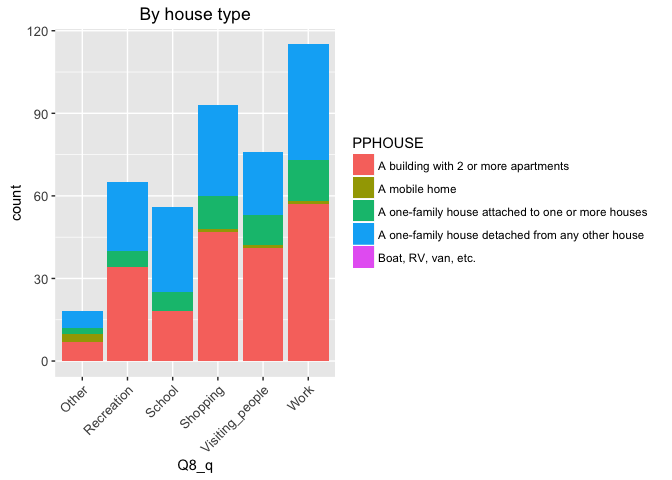 By house type
120
90
60
30
0
count
Other
Recreation
School
Shopping
Visiting_people
Work
Q8_q
PPHOUSE
A building with 2 or more apartments
A mobile home
A one-family house attached to one or more houses
A one-family house detached from any other house
Boat, RV, van, etc.